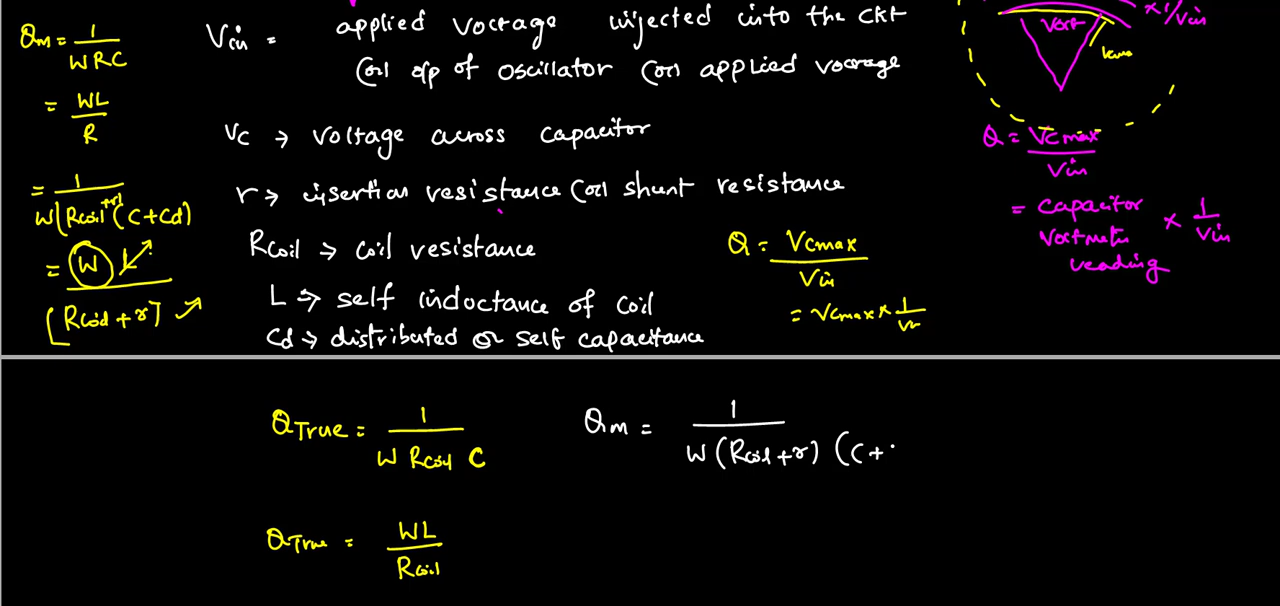 Qm = 1 / WRC
= WL / R
= 1 / W(Rcoil+r)(C+Cd)
= W L / [Rcoil + r]
Vin = applied voltage injected into the ckt
(or) o/p of oscillator (or) applied voltage
Vc → voltage across capacitor
r → insertion resistance (or) shunt resistance
Rcoil → coil resistance
L → self inductance of coil
Cd → distributed or self capacitance
Q = Vcmax / Vin
= Vcmax × 1 /
x 1/Vin
Q = Vcmax / Vin
= capacitor voltmeter reading × 1 / Vin
QTrue = 1 / W Rcoil C
QTrue = WL / Rcoil
Qm = 1 / W (Rcoil + r) (C +